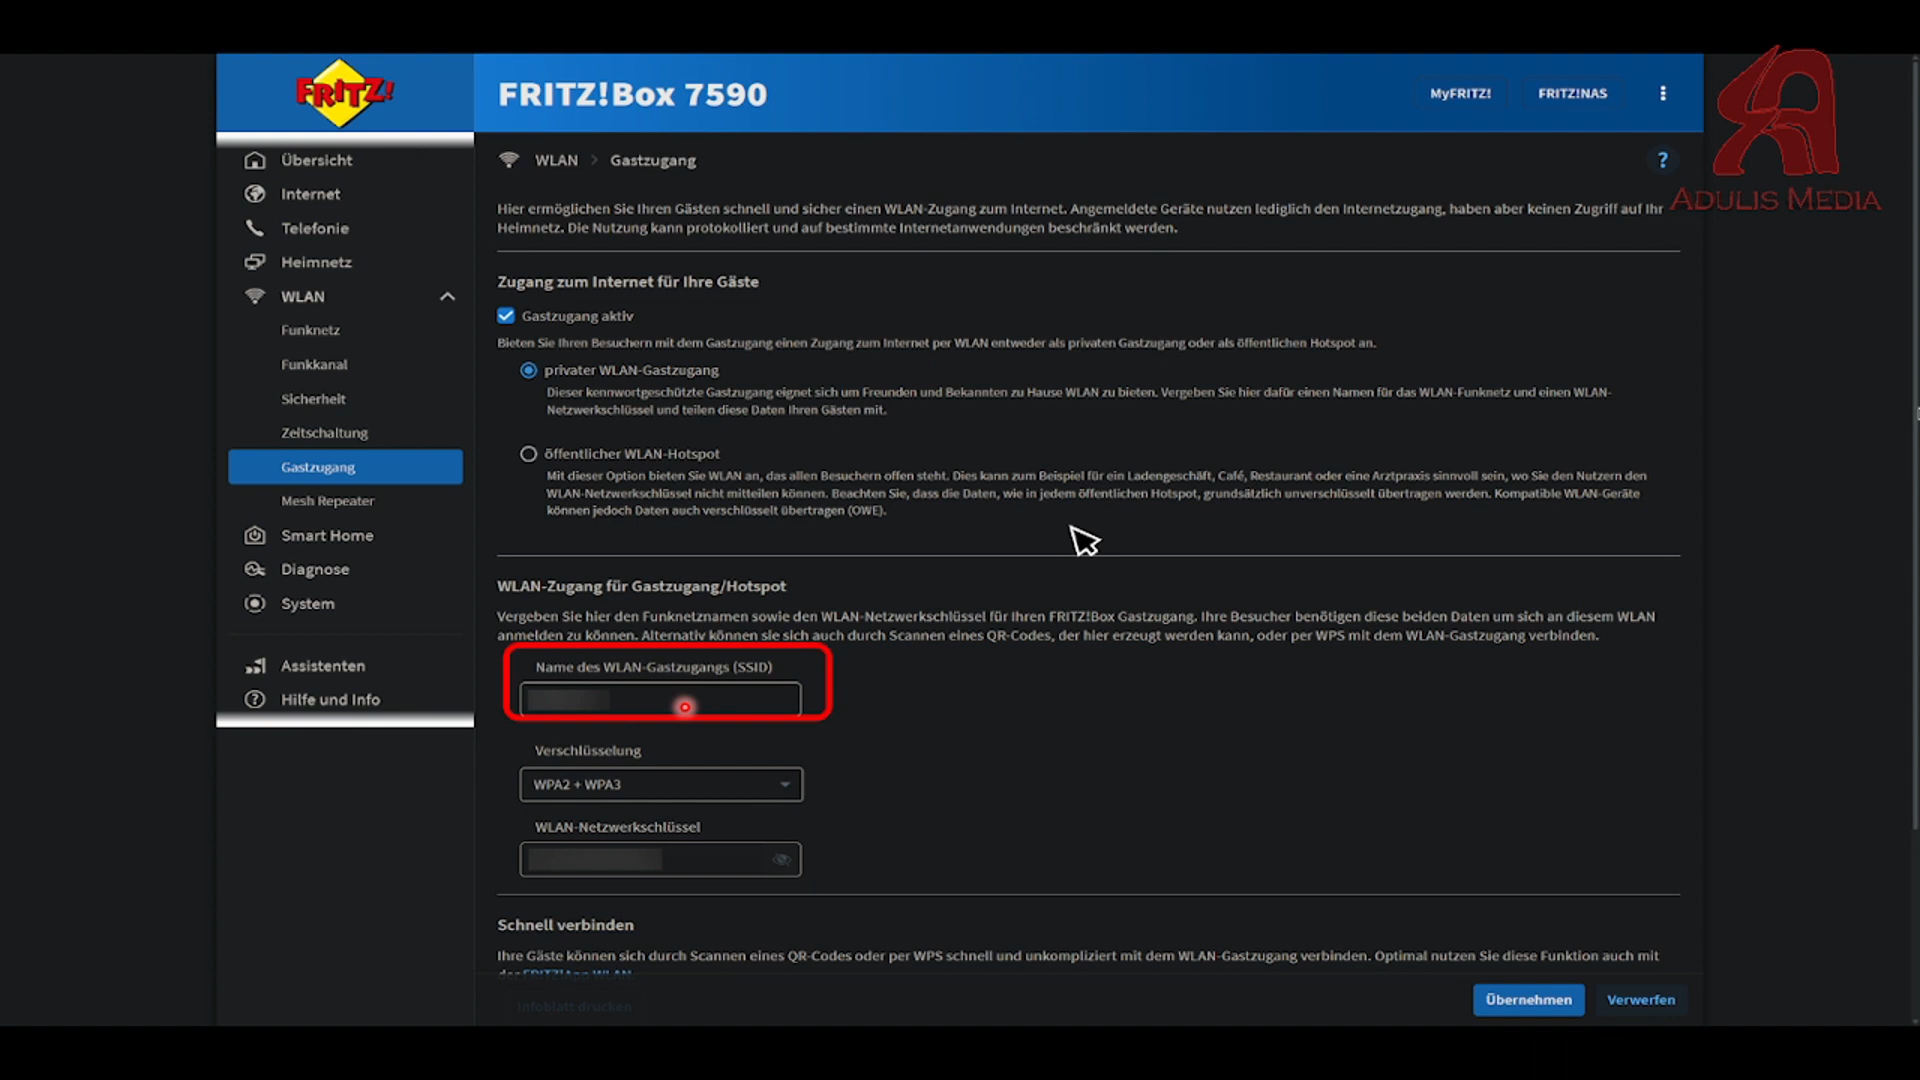 FRITZ!
FRITZ!Box 7590
MyFRITZ!
FRITZ!NAS
ADULIS MEDIA
Übersicht
Internet
Telefonie
Heimnetz
WLAN
Funknetz
Funkkanal
Sicherheit
Zeitschaltung
Gastzugang
Mesh Repeater
Smart Home
Diagnose
System
Assistenten
Hilfe und Info
WLAN > Gastzugang
?
Hier ermöglichen Sie Ihren Gästen schnell und sicher einen WLAN-Zugang zum Internet. Angemeldete Geräte nutzen lediglich den Internetzugang, haben aber keinen Zugriff auf Ihr
Heimnetz. Die Nutzung kann protokolliert und auf bestimmte Internetanwendungen beschränkt werden.
Zugang zum Internet für Ihre Gäste
Gastzugang aktiv
Bieten Sie Ihren Besuchern mit dem Gastzugang einen Zugang zum Internet per WLAN entweder als privaten Gastzugang oder als öffentlichen Hotspot an.
privater WLAN-Gastzugang
Dieser kennwortgeschützte Gastzugang eignet sich um Freunden und Bekannten zu Hause WLAN zu bieten. Vergeben Sie hier dafür einen Namen für das WLAN-Funknetz und einen WLAN-
Netzwerkschlüssel und teilen diese Daten Ihren Gästen mit.
öffentlicher WLAN-Hotspot
Mit dieser Option bieten Sie WLAN an, das allen Besuchern offen steht. Dies kann zum Beispiel für ein Ladengeschäft, Café, Restaurant oder eine Arztpraxis sinnvoll sein, wo Sie den Nutzern den
WLAN-Netzwerkschlüssel nicht mitteilen können. Beachten Sie, dass die Daten, wie in jedem öffentlichen Hotspot, grundsätzlich unverschlüsselt übertragen werden. Kompatible WLAN-Geräte
können jedoch Daten auch verschlüsselt übertragen (OWE).
WLAN-Zugang für Gastzugang/Hotspot
Vergeben Sie hier den Funknetznamen sowie den WLAN-Netzwerkschlüssel für Ihren FRITZ!Box Gastzugang. Ihre Besucher benötigen diese beiden Daten um sich an diesem WLAN
anmelden zu können. Alternativ können sie sich auch durch Scannen eines QR-Codes, der hier erzeugt werden kann, oder per WPS mit dem WLAN-Gastzugang verbinden.
Name des WLAN-Gastzugangs (SSID)
Verschlüsselung
WPA2 + WPA3
WLAN-Netzwerkschlüssel
Schnell verbinden
Ihre Gäste können sich durch Scannen eines QR-Codes oder per WPS schnell und unkompliziert mit dem WLAN-Gastzugang verbinden. Optimal nutzen Sie diese Funktion auch mit
der FRITZ!App WLAN
Infoblatt drucken
Übernehmen
Verwerfen